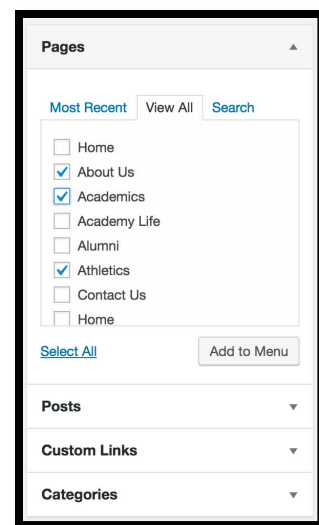 Pages
Most Recent View All Search
Home
About Us
Academics
Academy Life
Alumni
Athletics
Contact Us
Home
Select All Add to Menu
Posts
Custom Links
Categories